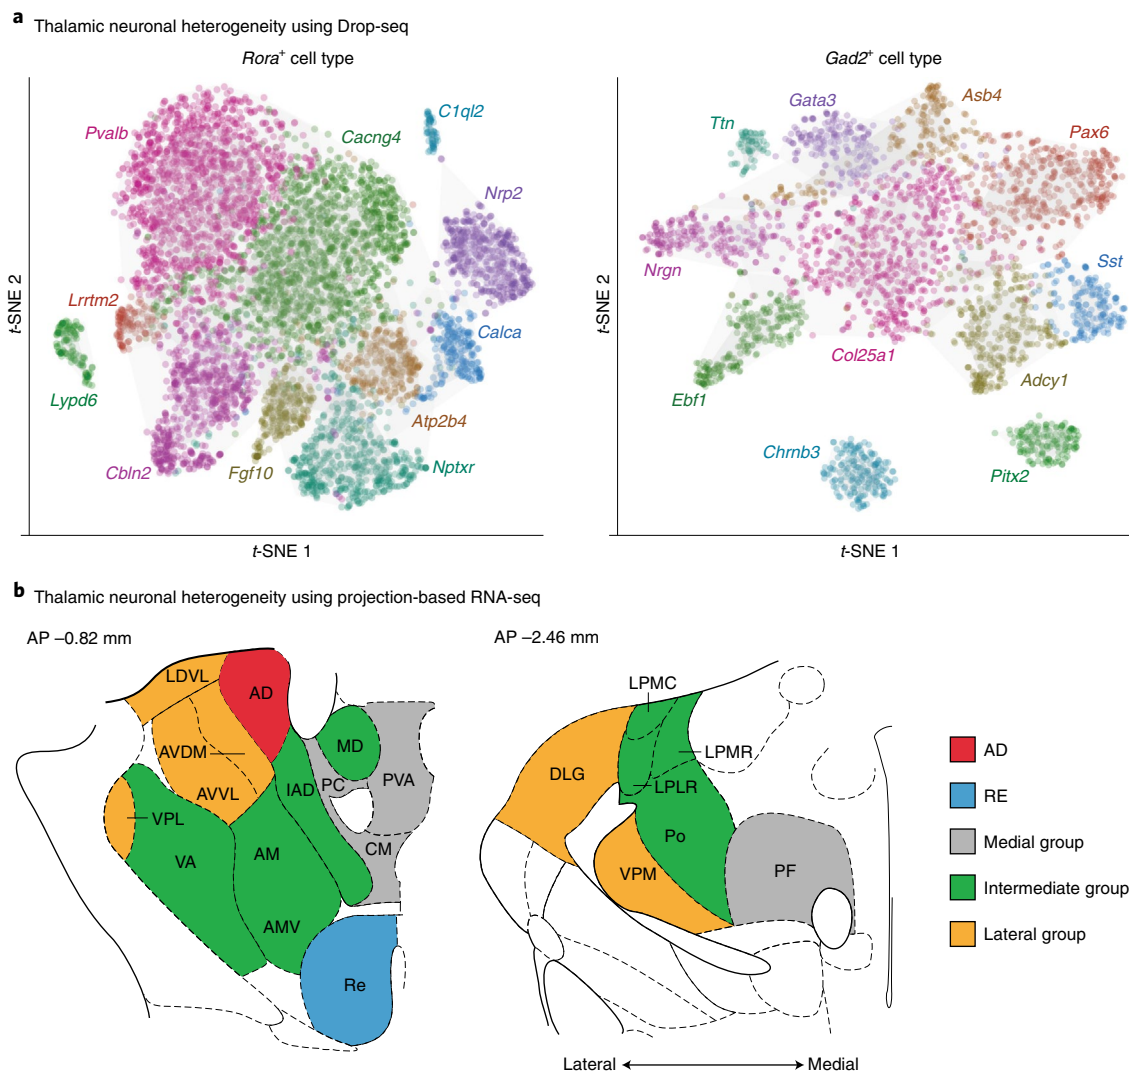 a Thalamic neuronal heterogeneity using Drop-seq
Rora+ cell type
Pvalb
Cacng4
C1ql2
Nrp2
Lrrtm2
Calca
Lypd6
Atp2b4
Cbln2
Fgf10
Nptxr
t-SNE 2
t-SNE 1
Gad2+ cell type
Gata3
Asb4
Ttn
Pax6
Nrgn
Sst
Col25a1
Ebf1
Adcy1
Chrnb3
Pitx2
t-SNE 2
t-SNE 1
b Thalamic neuronal heterogeneity using projection-based RNA-seq
AP –0.82 mm
LDVL
AD
AVDM
MD
AVVL
IAD
PC
PVA
VPL
VA
AM
CM
AMV
Re
AP –2.46 mm
LPMC
LPMR
DLG
LPLR
Po
VPM
PF
Lateral
Medial
AD
RE
Medial group
Intermediate group
Lateral group